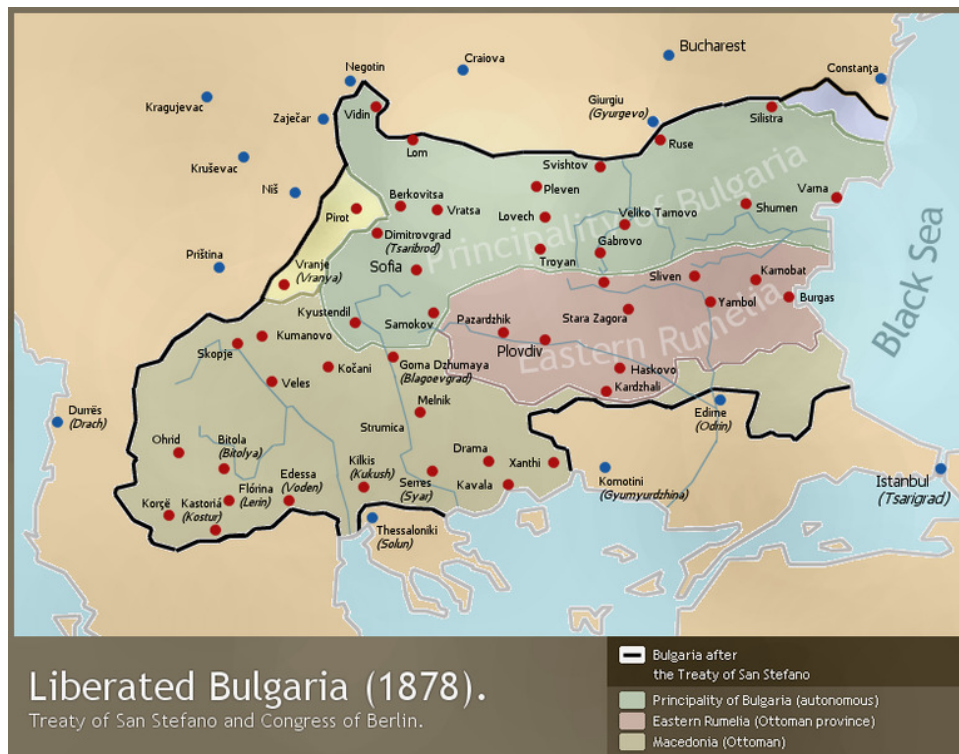 Bucharest
Craiova
Negotin
Constanţa
Kragujevac
Giurgiu
(Gyurgevo)
Zaječar
Vidin
Silistra
Lom
Ruse
Kruševac
Svishtov
Niš
Pleven
Principality of Bulgaria
Berkovitsa
Varna
Pirot
Vratsa
Lovech
Veliko Tarnovo
Shumen
Dimitrovgrad
(Tsaribrod)
Gabrovo
Priština
Vranje
(Vranya)
Sofia
Troyan
Sliven
Karnobat
Black Sea
Kyustendil
Samokov
Pazardzhik
Stara Zagora
Yambol
Burgas
Eastern Rumelia
Kumanovo
Skopje
Plovdiv
Kočani
Gorna Dzhumaya
(Blagoevgrad)
Haskovo
Veles
Kardzhali
Melnik
Edirne
(Odrin)
Durrës
(Drach)
Strumica
Ohrid
Bitola
(Bitolya)
Drama
Kilkis
(Kukush)
Xanthi
Edessa
(Voden)
Flórina
(Lerin)
Serres
(Syar)
Kavala
Komotini
(Gyumyurdzhina)
Istanbul
(Tsarigrad)
Korçë
Kastoriá
(Kostur)
Thessaloniki
(Solun)
Liberated Bulgaria (1878).
Treaty of San Stefano and Congress of Berlin.
Bulgaria after
the Treaty of San Stefano
Principality of Bulgaria (autonomous)
Eastern Rumelia (Ottoman province)
Macedonia (Ottoman)